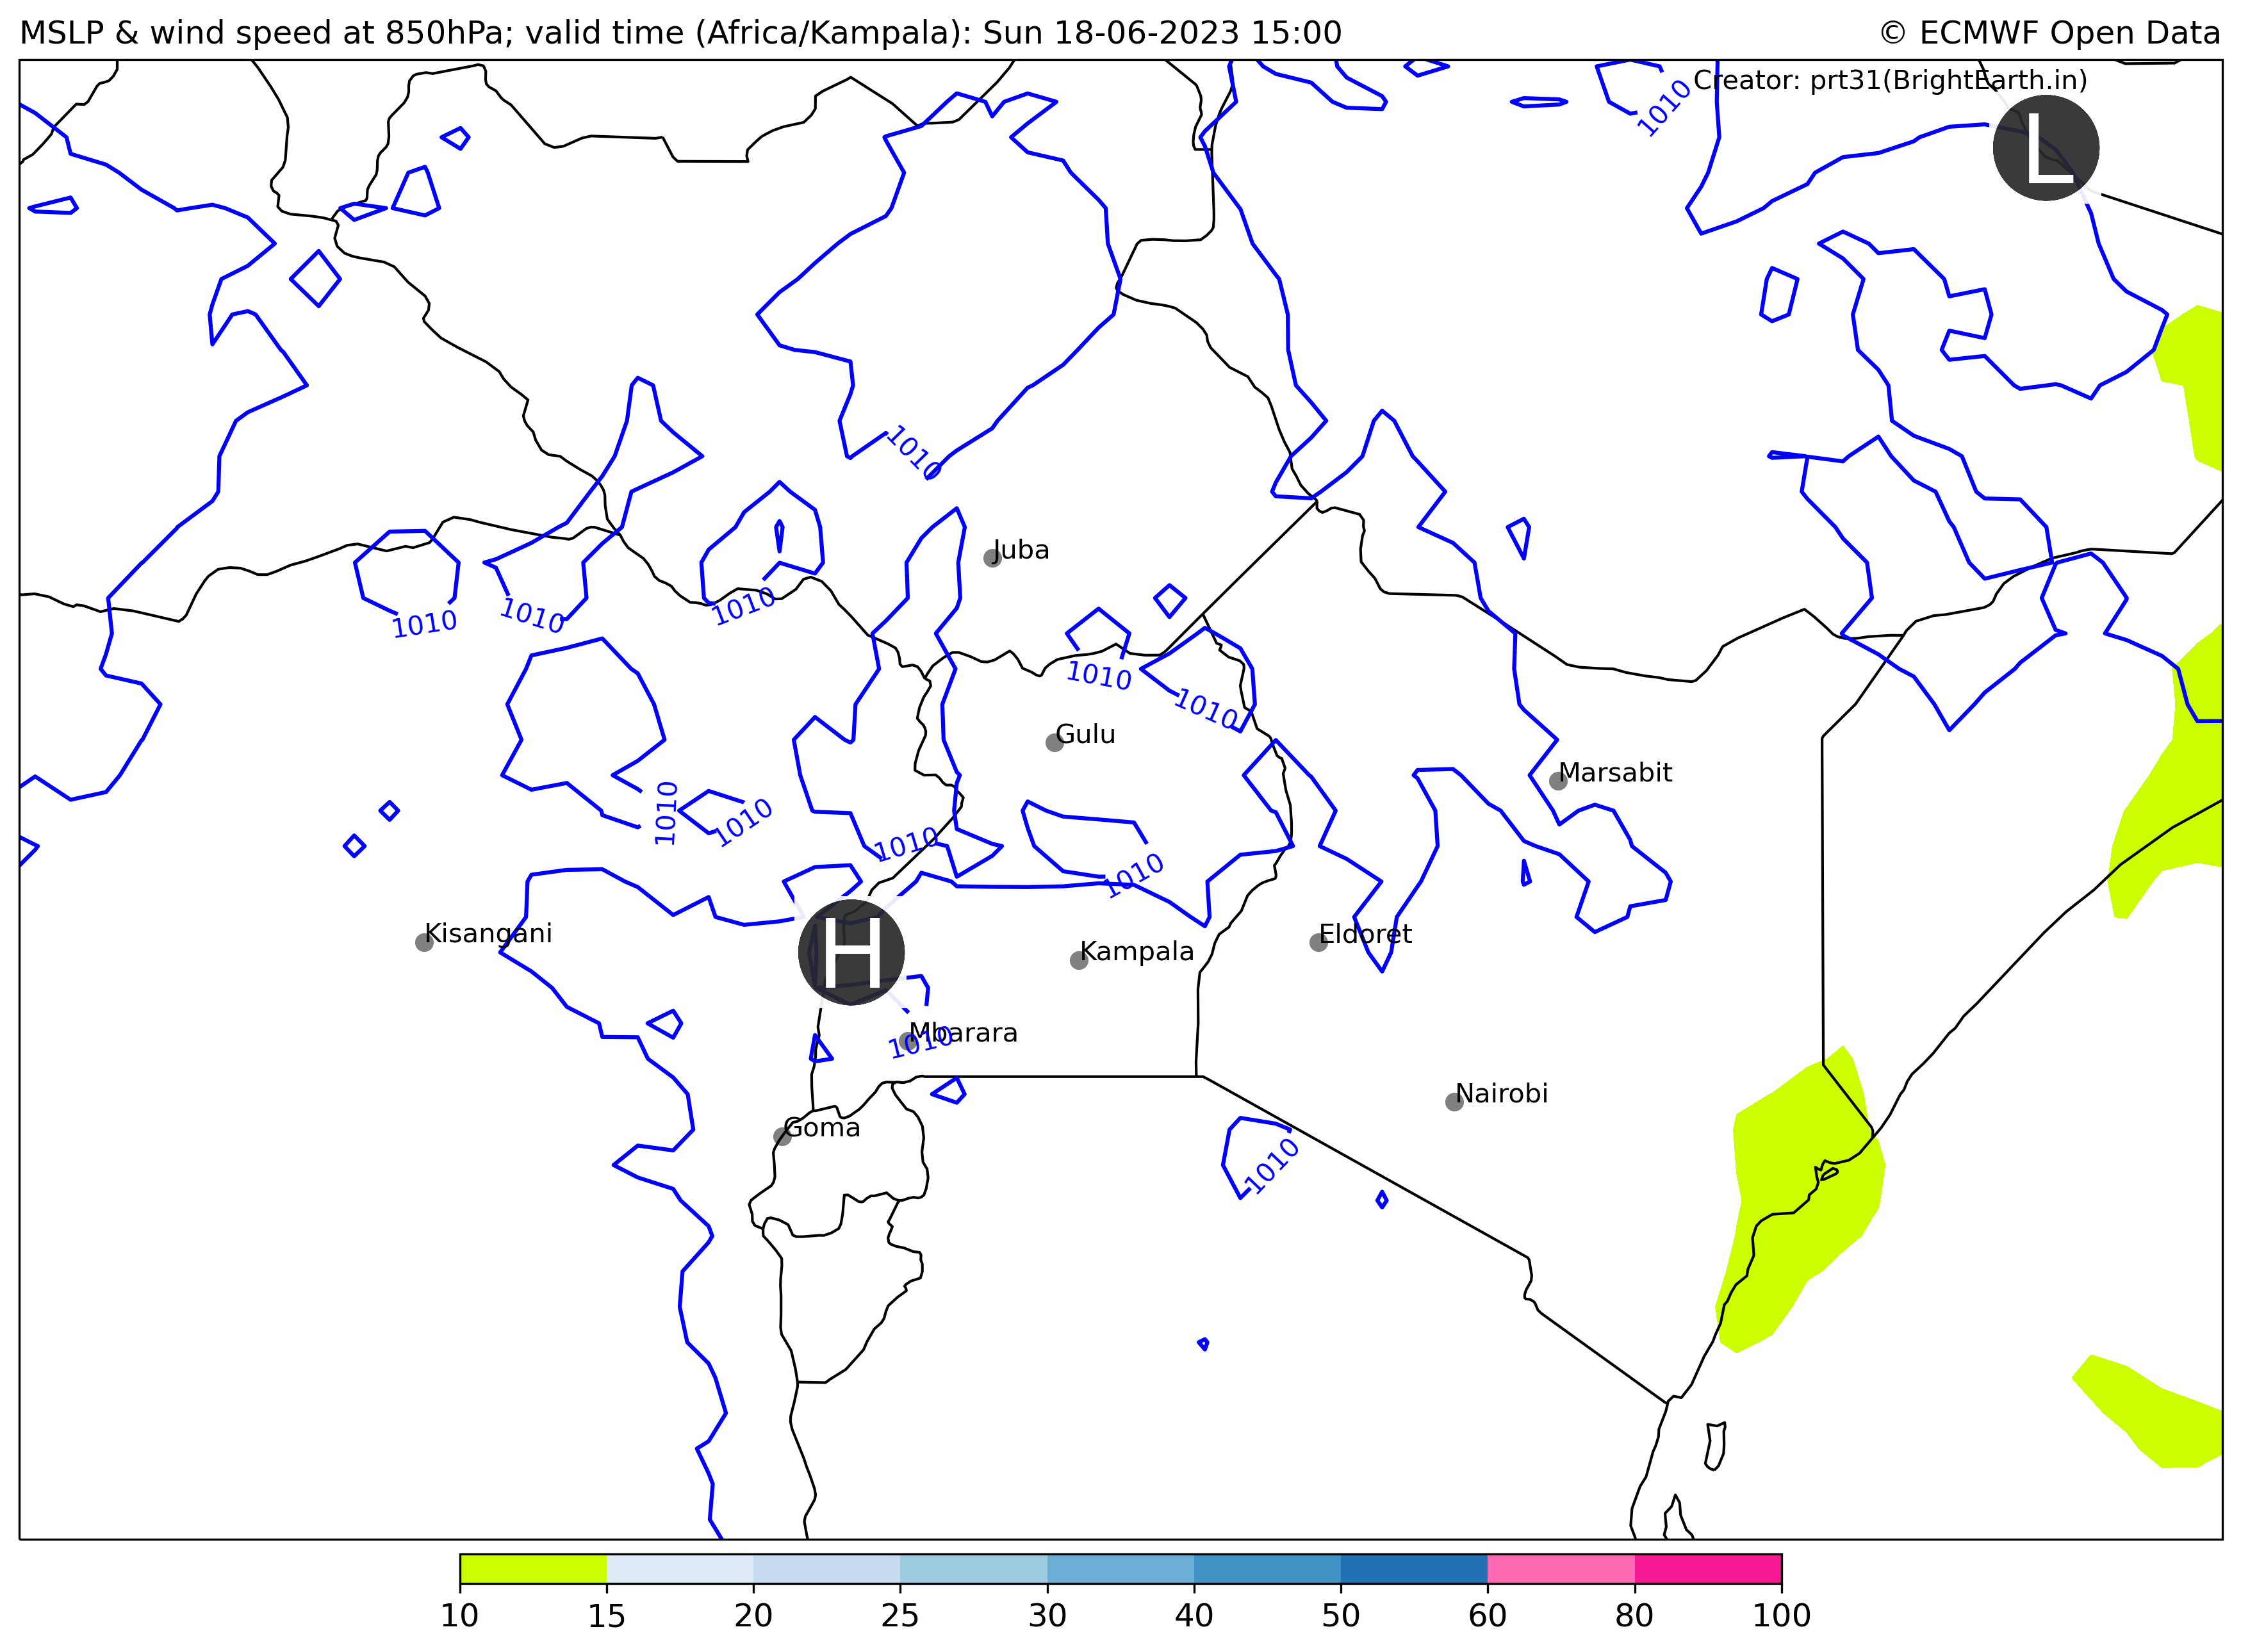 MSLP & wind speed at 850hPa; valid time (Africa/Kampala): Sun 18-06-2023 15:00
© ECMWF Open Data
Creator: prt31(BrightEarth.in)
1010
L
1010
Juba
1010
1010
1010
1010
1010
Gulu
Marsabit
1010
1010
1010
1010
Kisangani
Eldoret
H
Kampala
Mbarara
1010
Nairobi
Goma
1010
10 15 20 25 30 40 50 60 80 100